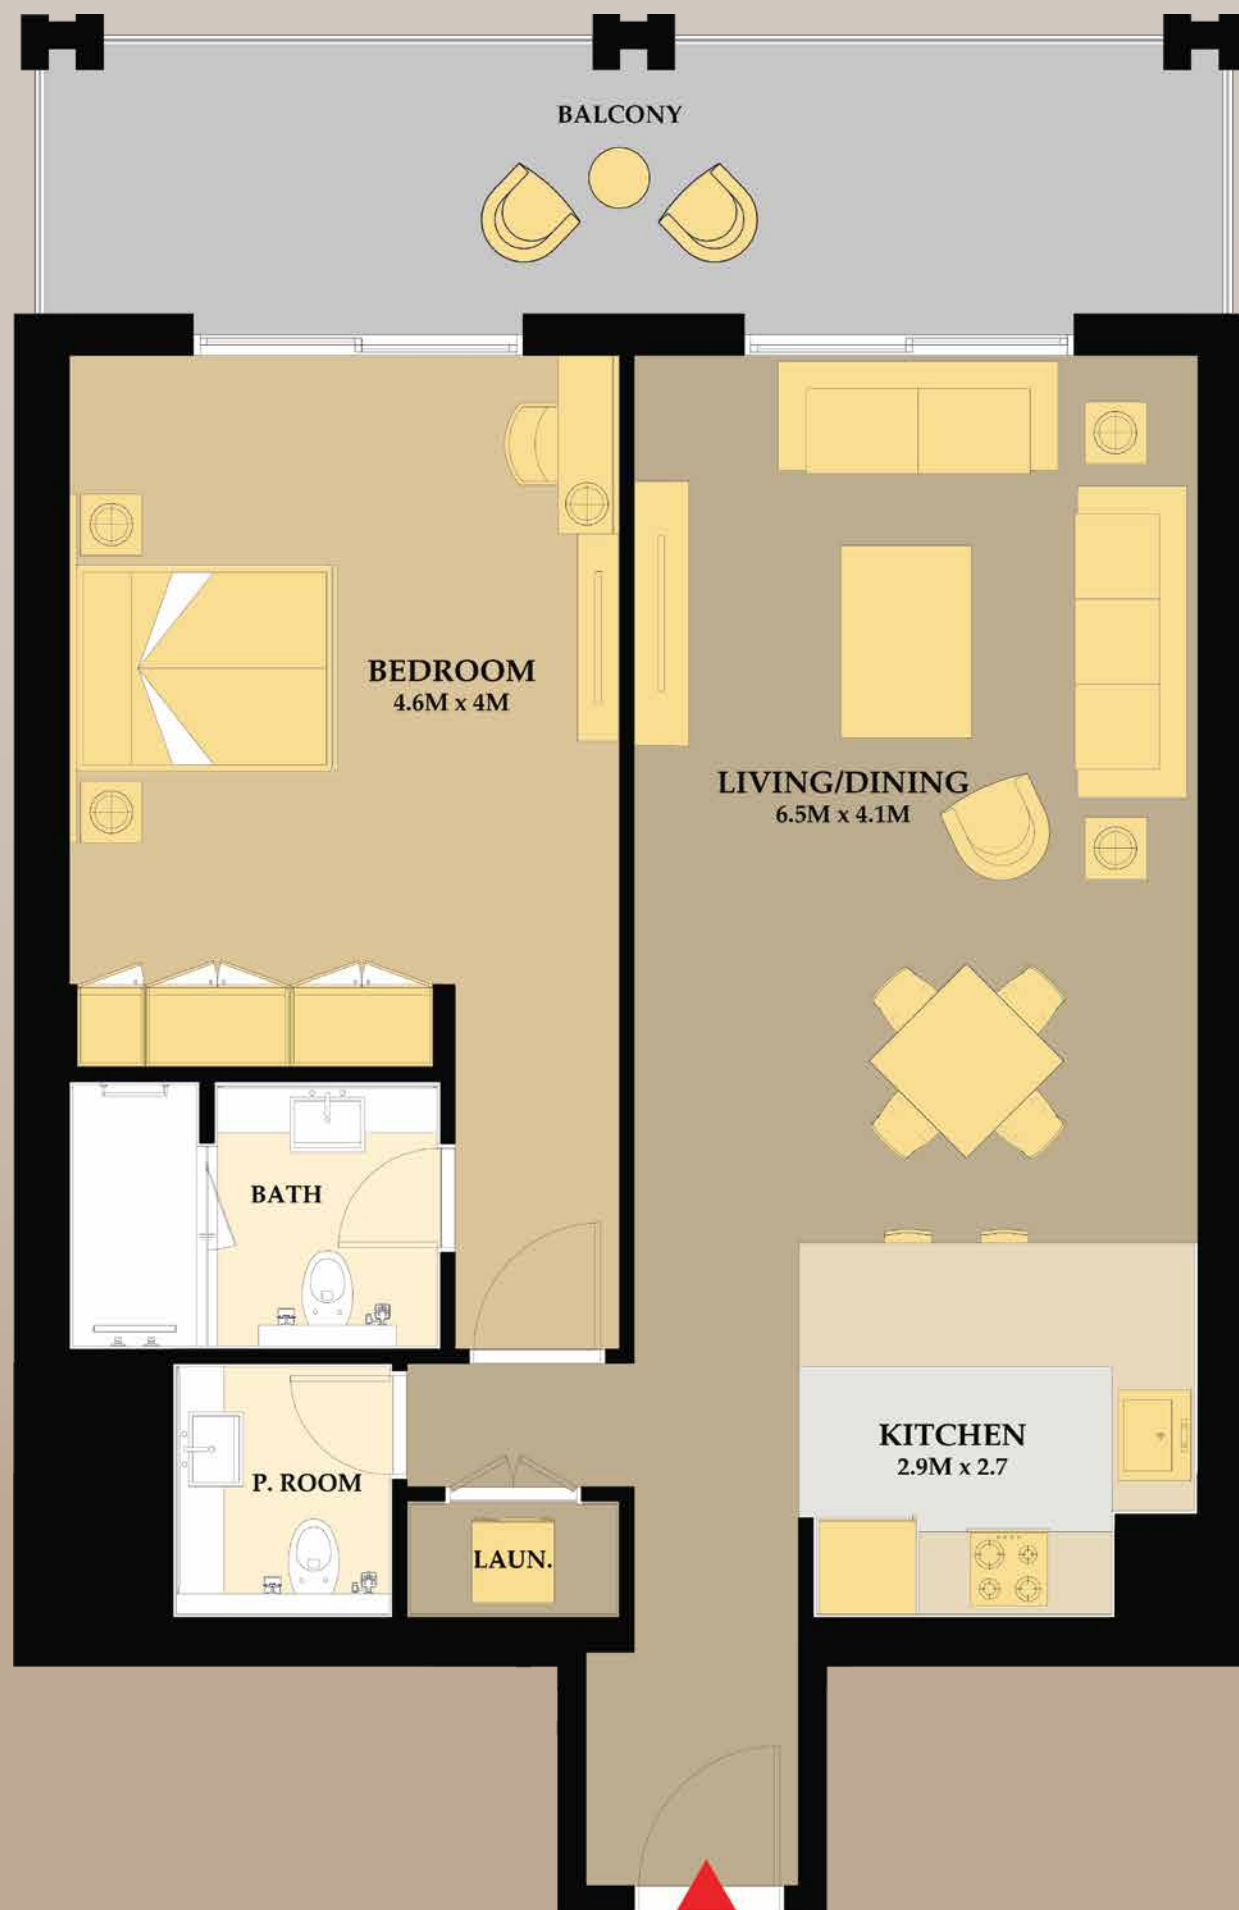 BALCONY
BEDROOM
4.6M x 4M
LIVING/DINING
6.5M x 4.1M
BATH
KITCHEN
2.9M x 2.7
P. ROOM
LAUN.